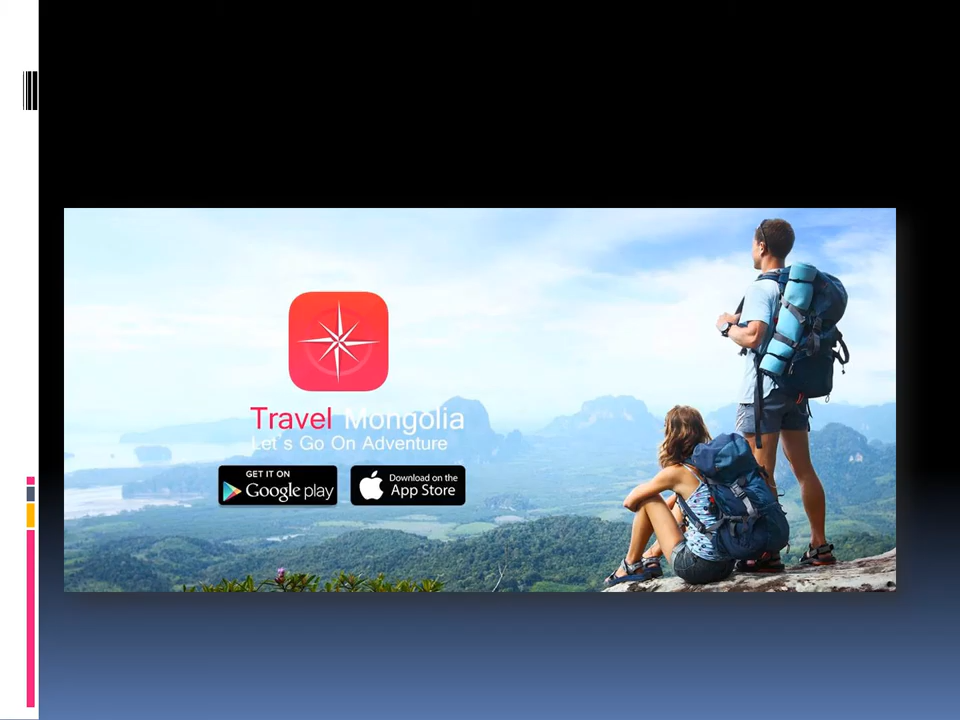 Travel Mongolia
Let`s Go On Adventure
GET IT ON
Google play
Download on the
App Store